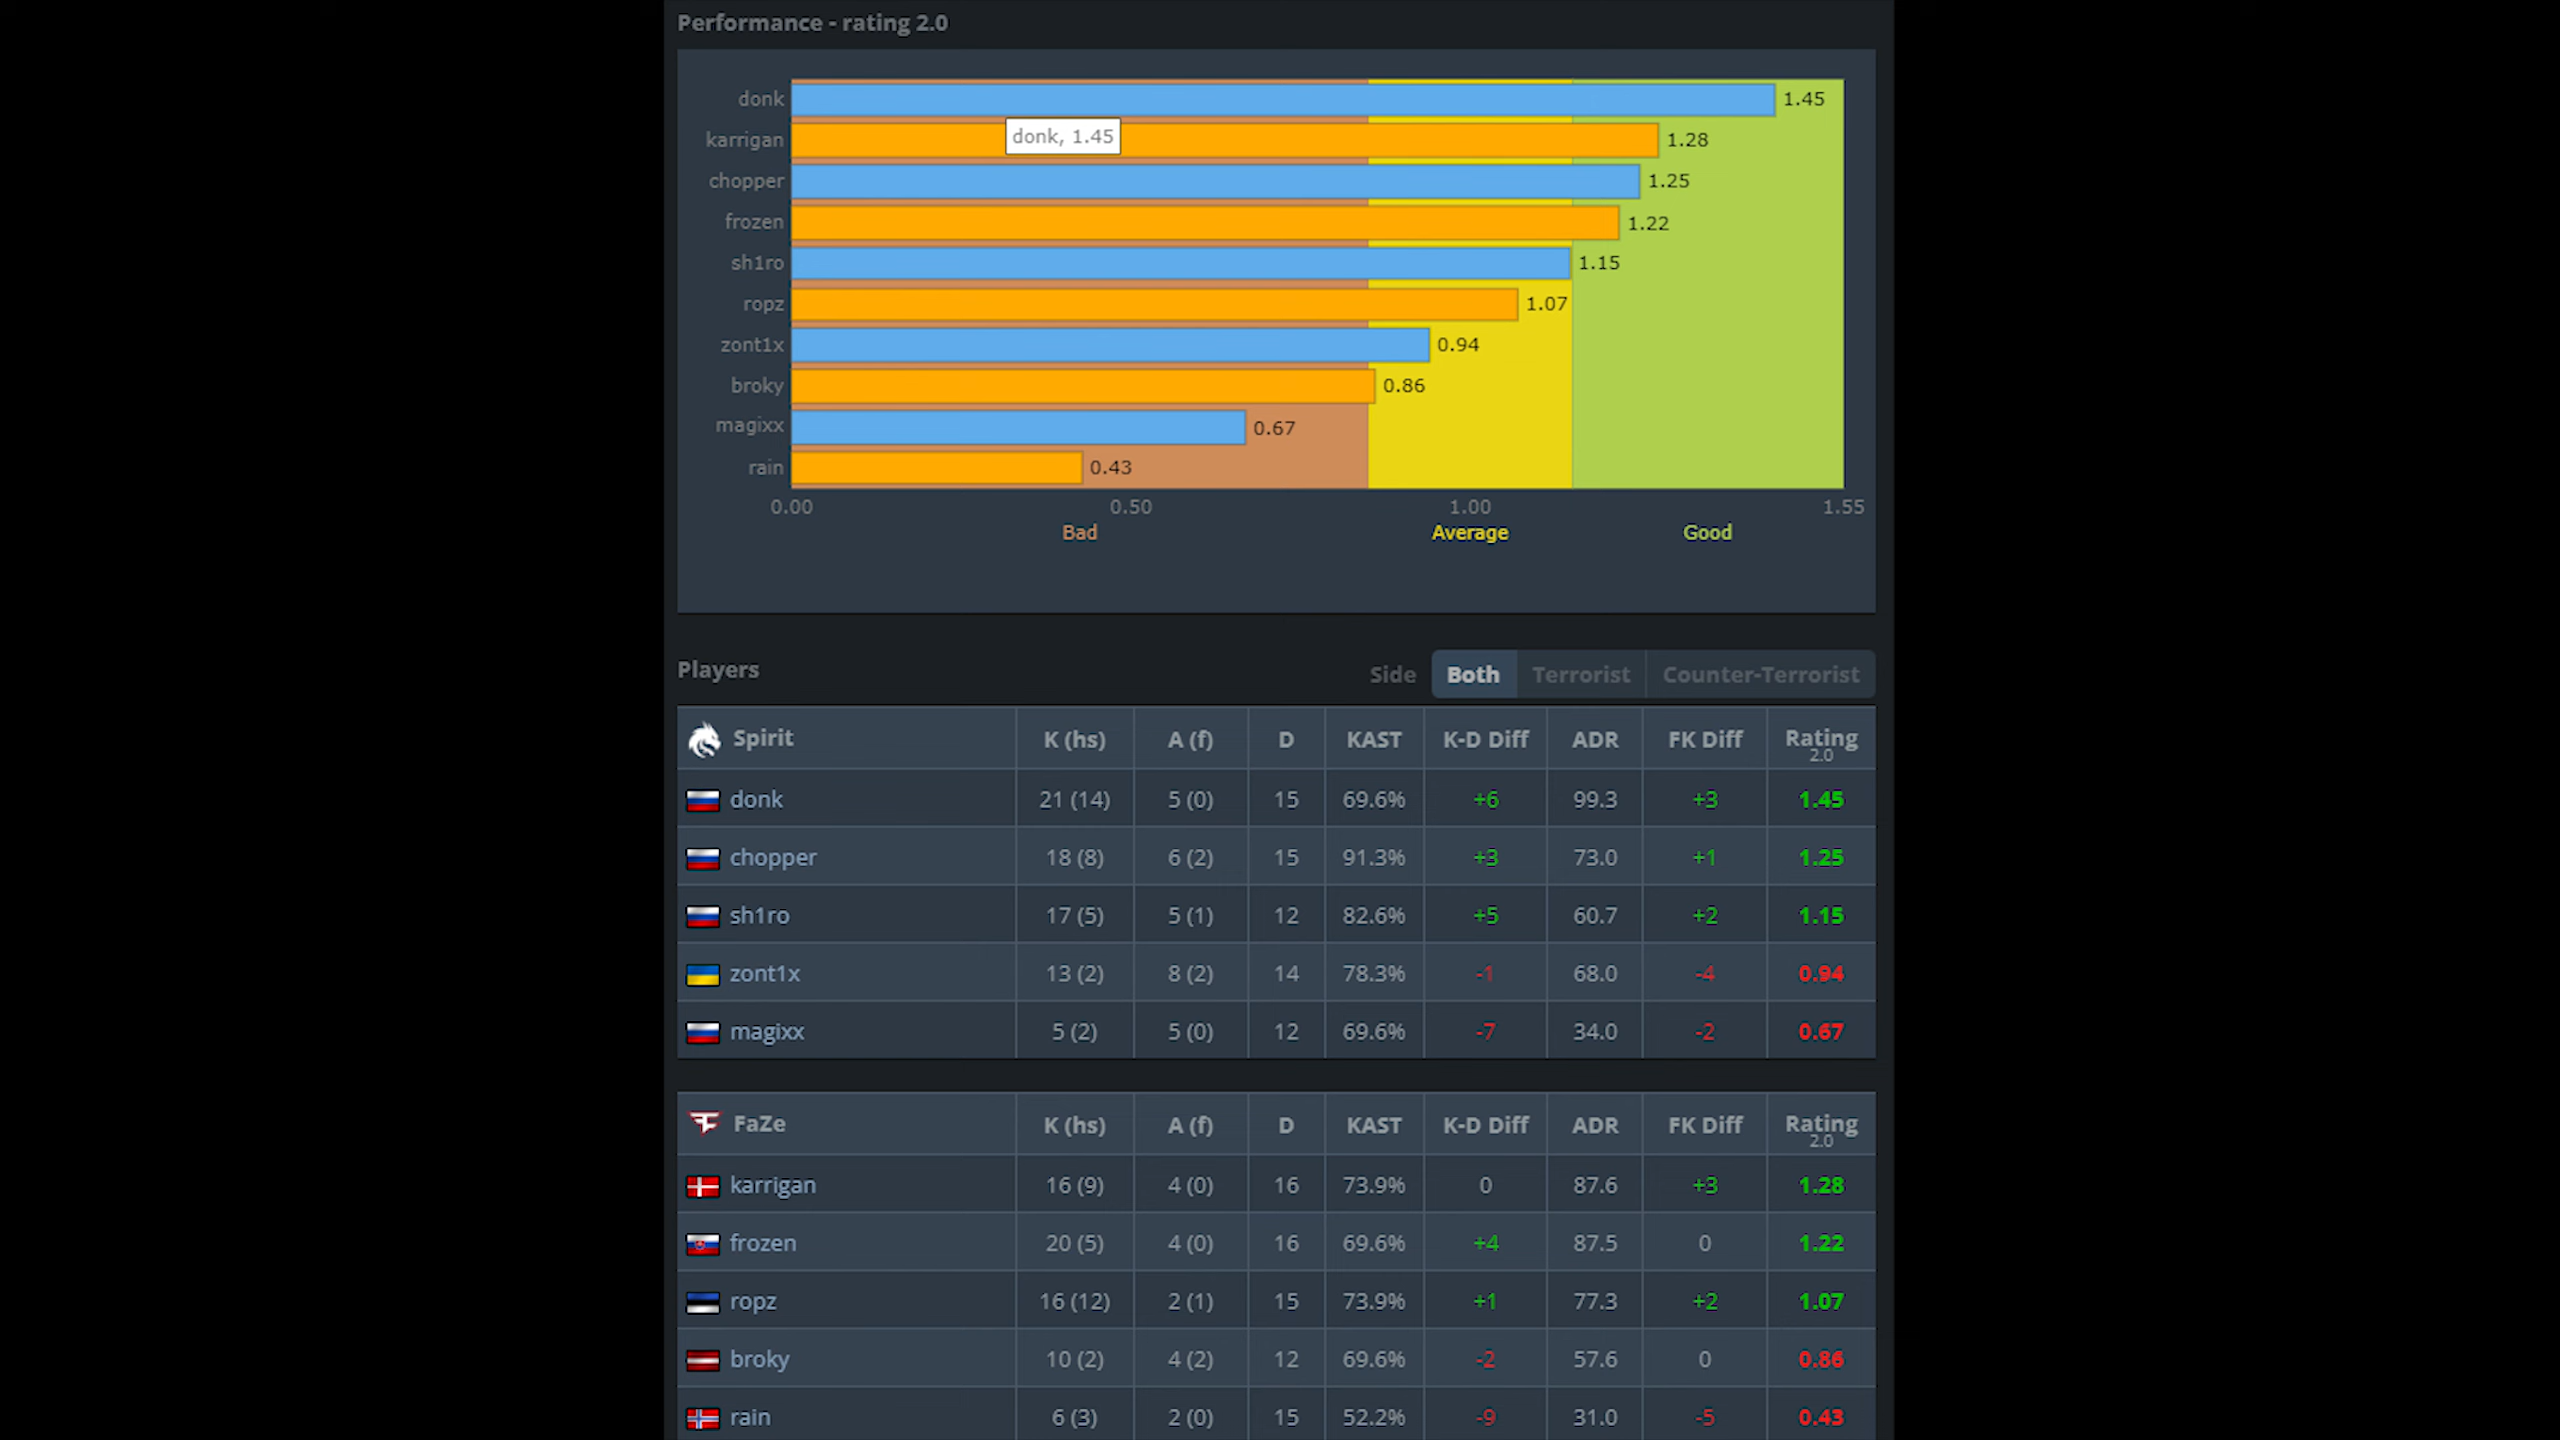 Performance - rating 2.0
donk 1.45
donk, 1.45
karrigan 1.28
chopper 1.25
frozen 1.22
sh1ro 1.15
ropz 1.07
zont1x 0.94
broky 0.86
magixx 0.67
rain 0.43
0.00 0.50 1.00 1.55
Bad Average Good
Players Side Both Terrorist Counter-Terrorist
Spirit K (hs) A (f) D KAST K-D Diff ADR FK Diff Rating 2.0
donk 21 (14) 5 (0) 15 69.6% +6 99.3 +3 1.45
chopper 18 (8) 6 (2) 15 91.3% +3 73.0 +1 1.25
sh1ro 17 (5) 5 (1) 12 82.6% +5 60.7 +2 1.15
zont1x 13 (2) 8 (2) 14 78.3% -1 68.0 -4 0.94
magixx 5 (2) 5 (0) 12 69.6% -7 34.0 -2 0.67
FaZe K (hs) A (f) D KAST K-D Diff ADR FK Diff Rating 2.0
karrigan 16 (9) 4 (0) 16 73.9% 0 87.6 +3 1.28
frozen 20 (5) 4 (0) 16 69.6% +4 87.5 0 1.22
ropz 16 (12) 2 (1) 15 73.9% +1 77.3 +2 1.07
broky 10 (2) 4 (2) 12 69.6% -2 57.6 0 0.86
rain 6 (3) 2 (0) 15 52.2% -9 31.0 -5 0.43